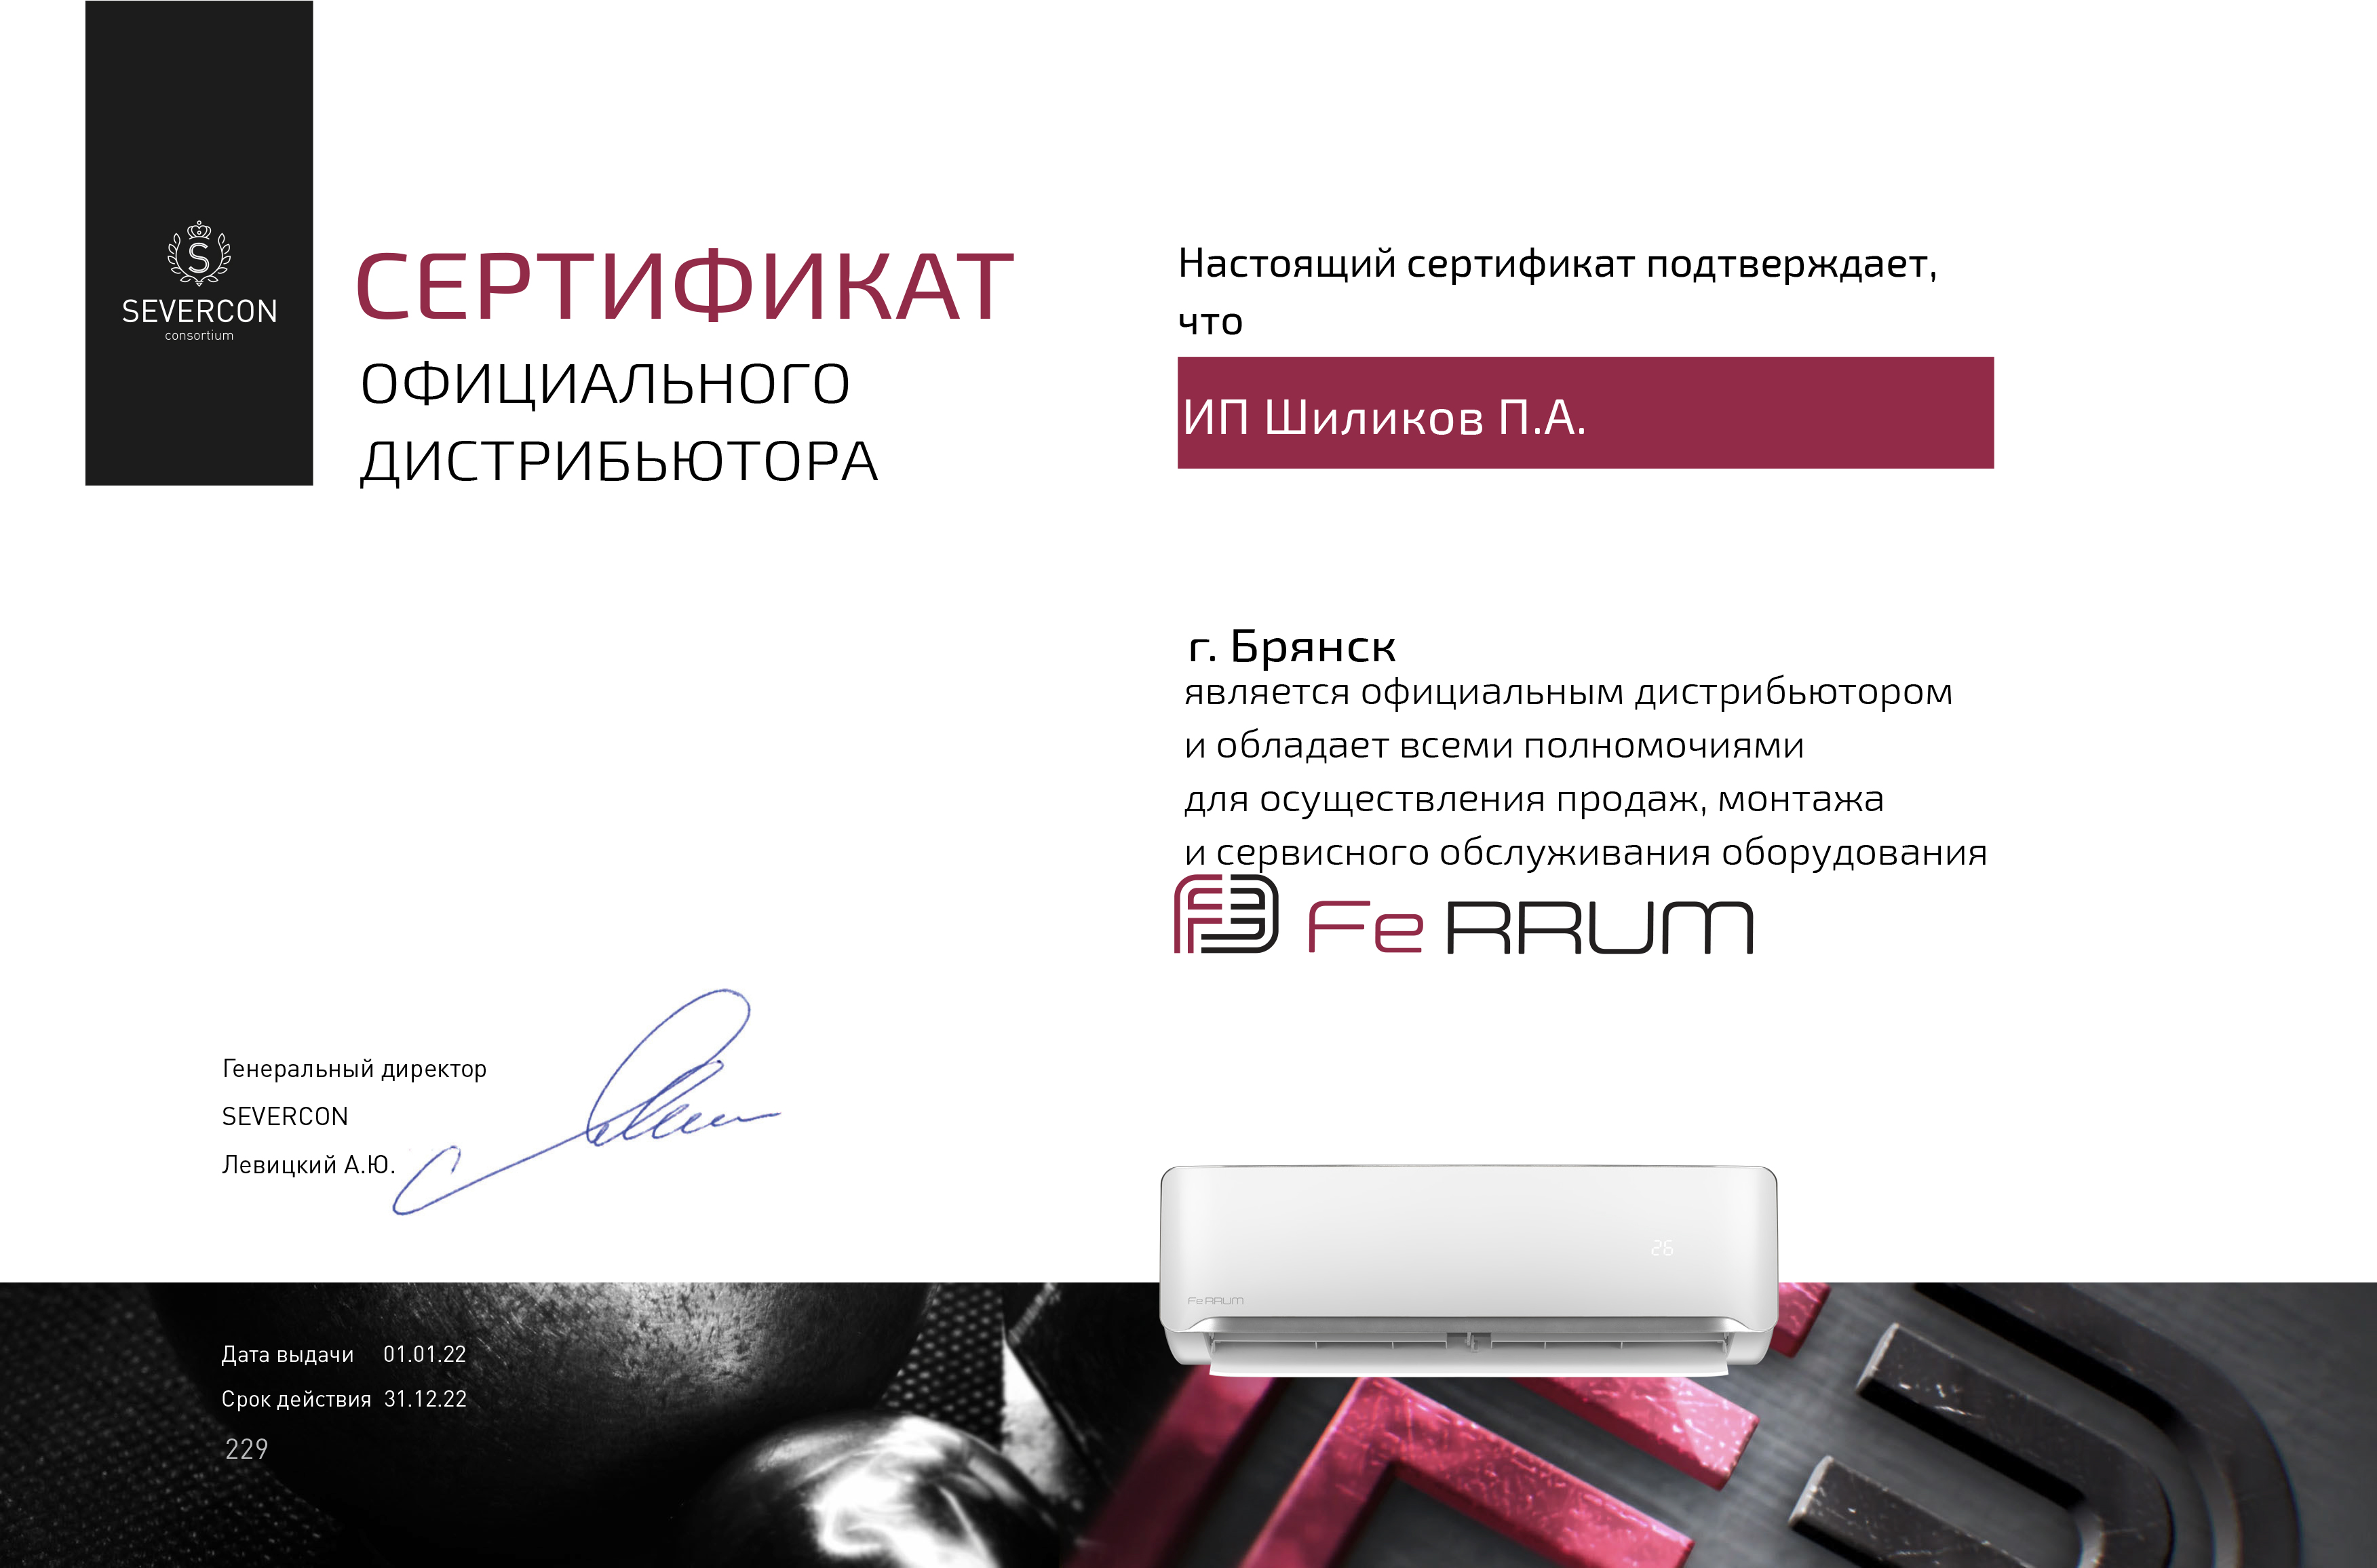 S
SEVERCON
consortium
СЕРТИФИКАТ
ОФИЦИАЛЬНОГО
ДИСТРИБЬЮТОРА
Настоящий сертификат подтверждает,
что
ИП Шиликов П.А.
г. Брянск
является официальным дистрибьютором
и обладает всеми полномочиями
для осуществления продаж, монтажа
и сервисного обслуживания оборудования
FeRRUM
Генеральный директор
SEVERCON
Левицкий А.Ю.
26
FeRRUM
Дата выдачи 01.01.22
Срок действия 31.12.22
229